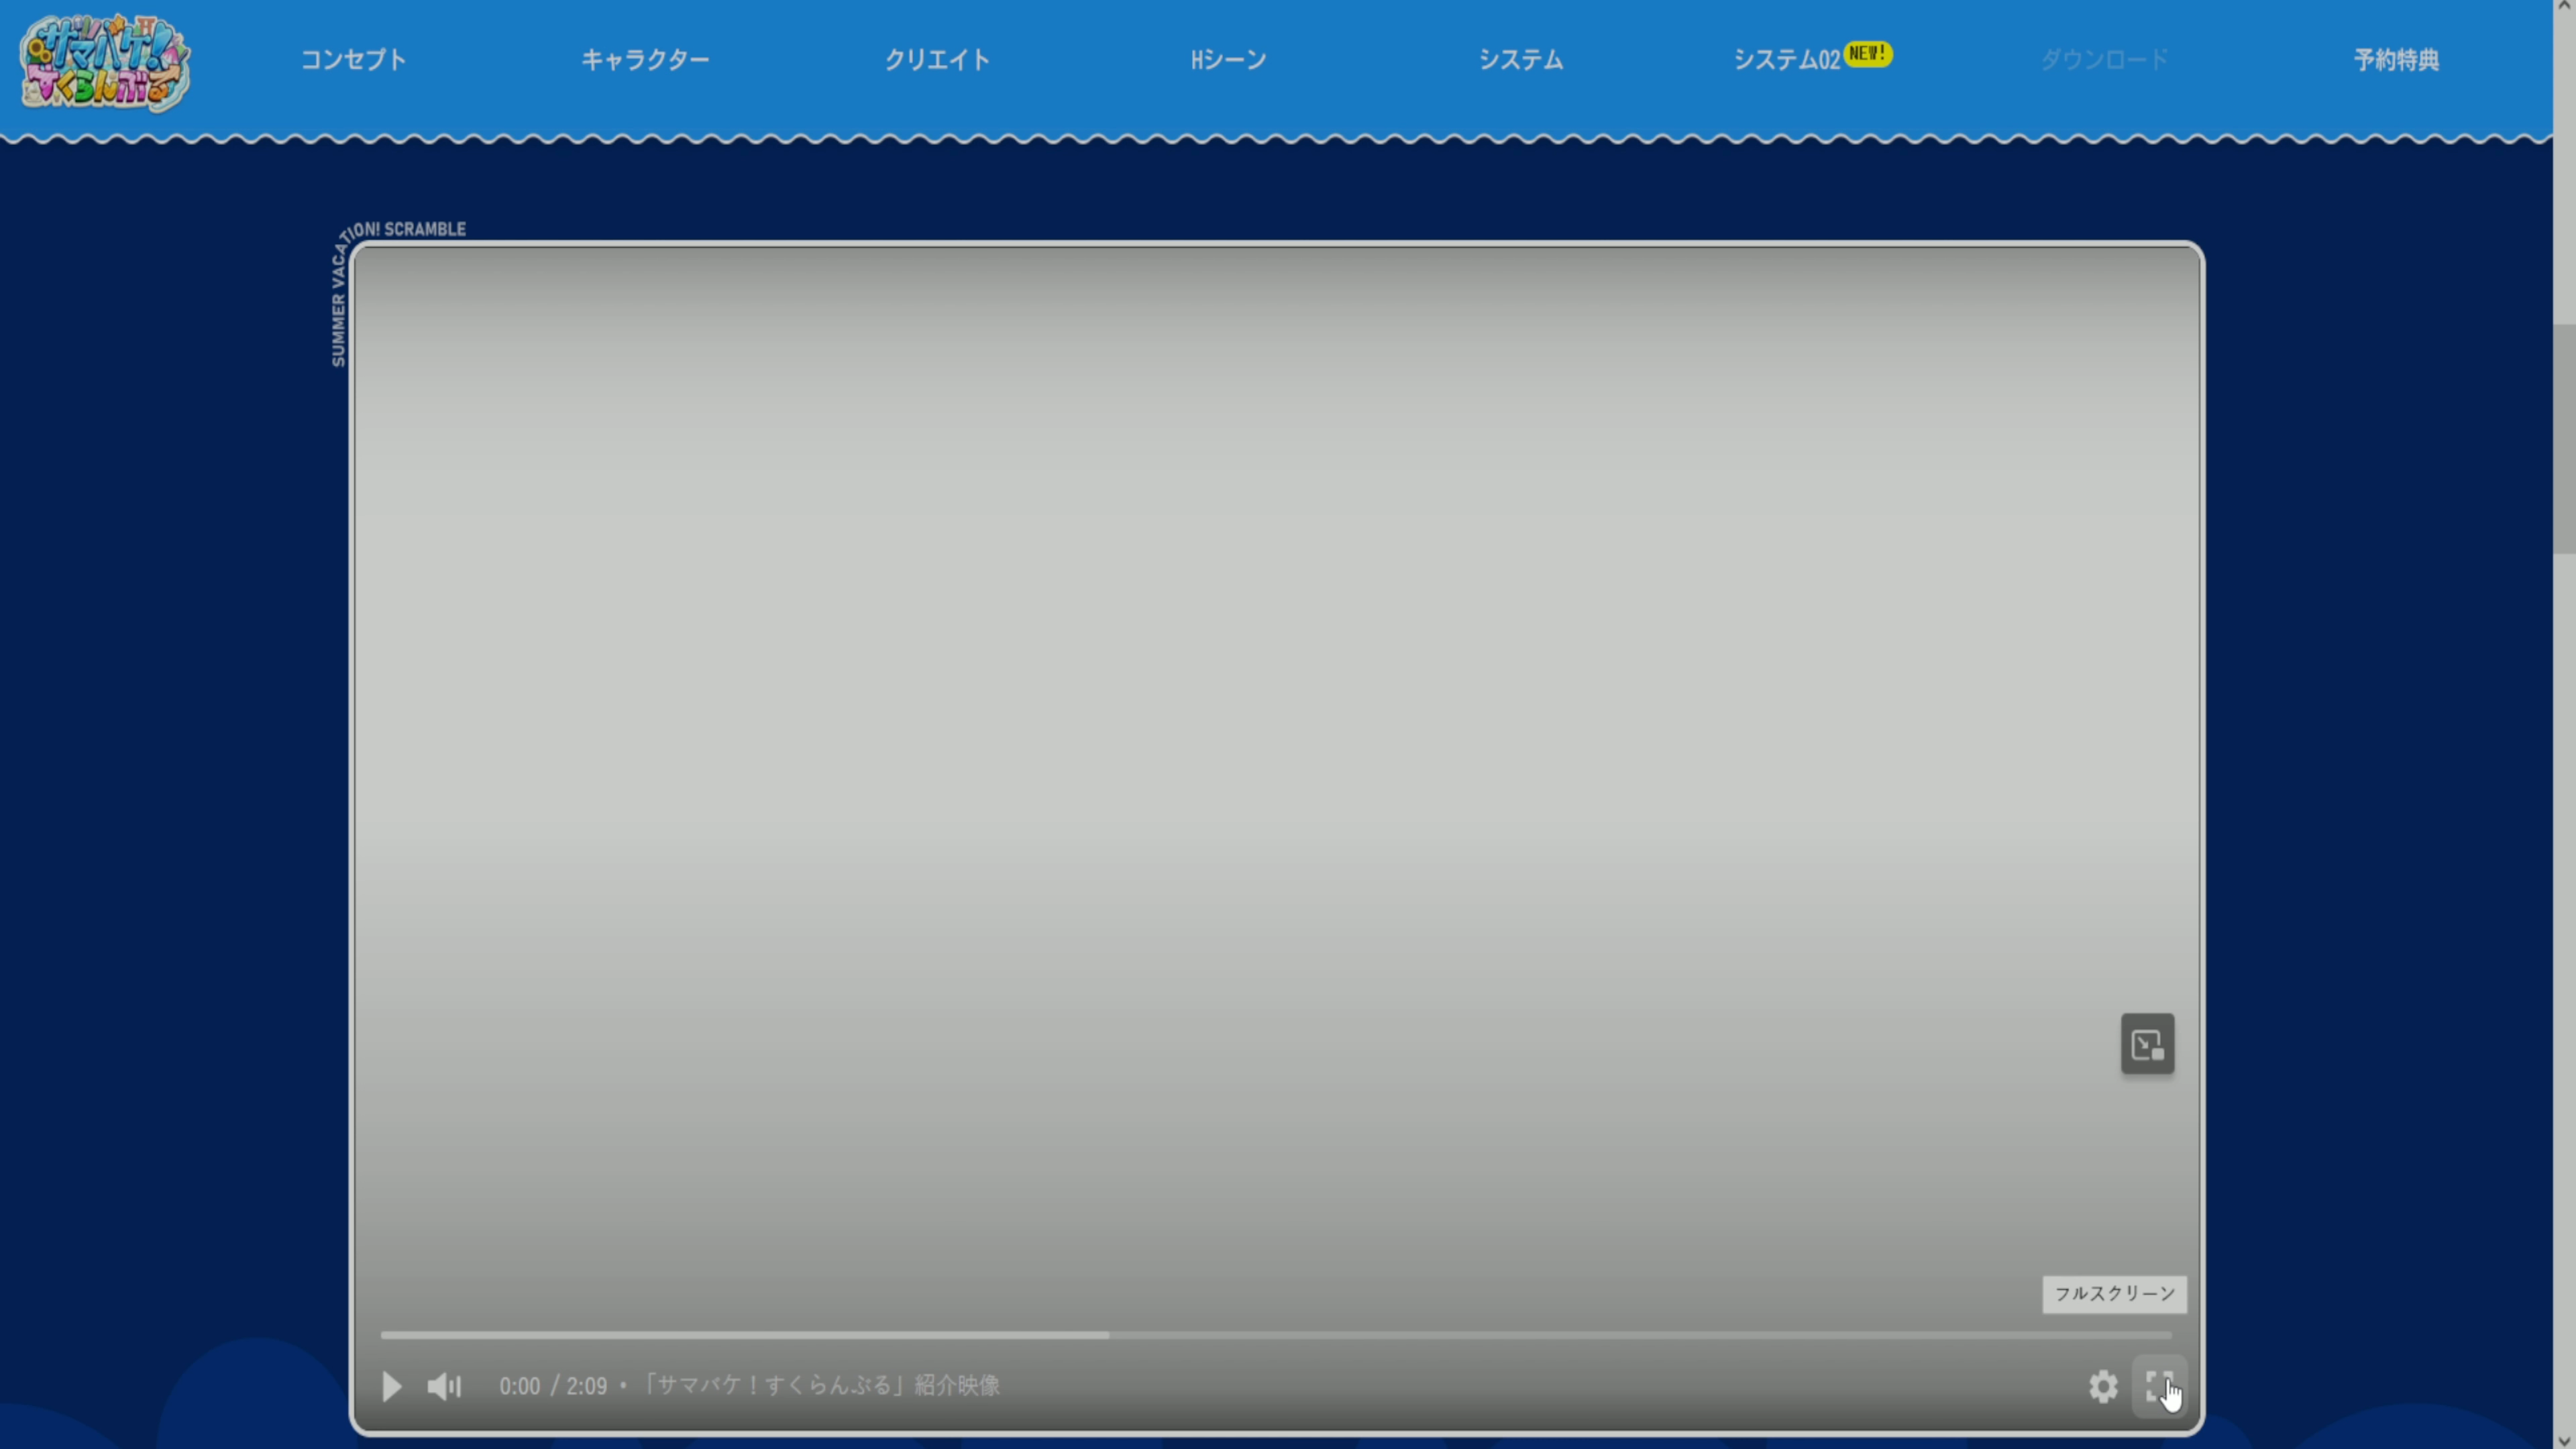 サマバケ!
すくらんぶる
コンセプト
キャラクター
クリエイト
Hシーン
システム
システム02 NEW!
ダウンロード
予約特典
SUMMER VACATION! SCRAMBLE
フルスクリーン
0:00 / 2:09 • 「サマバケ！すくらんぶる」紹介映像